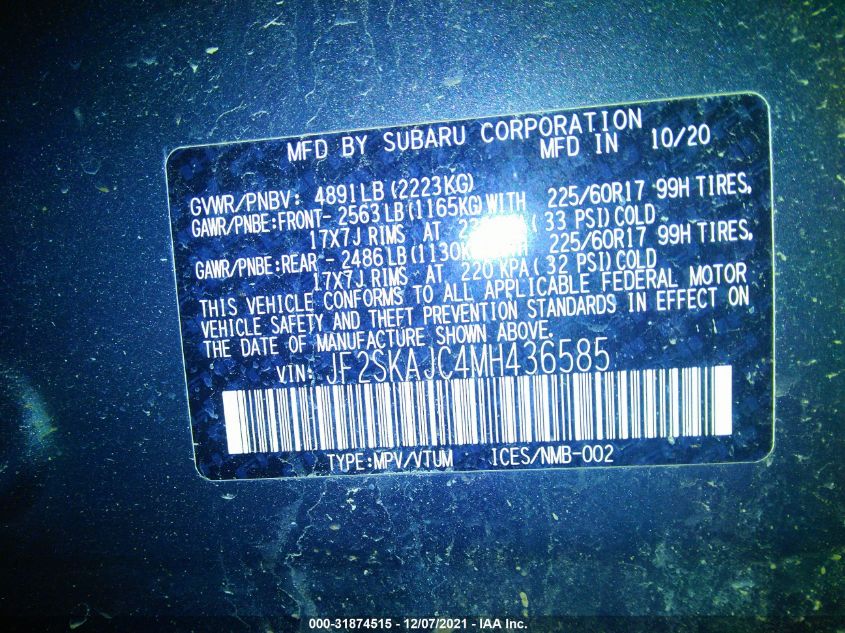 MFD BY SUBARU CORPORATION
MFD IN 10/20
GVWR/PNBV: 4891LB(2223KG)
GAWR/PNBE:FRONT- 2563LB(1165KG)WITH 225/60R17 99H TIRES,
17X7J RIMS AT (33 PSI)COLD
GAWR/PNBE:REAR - 2486LB(1130K 225/60R17 99H TIRES,
17X7J RIMS AT 220 KPA(32 PSI)COLD
THIS VEHICLE CONFORMS TO ALL APPLICABLE FEDERAL MOTOR
VEHICLE SAFETY AND THEFT PREVENTION STANDARDS IN EFFECT ON
THE DATE OF MANUFACTURE SHOWN ABOVE.
VIN: JF2SKAJC4MH436585
TYPE:MPV/VTUM ICES/NMB-002
000-31874515 - 12/07/2021 - IAA Inc.